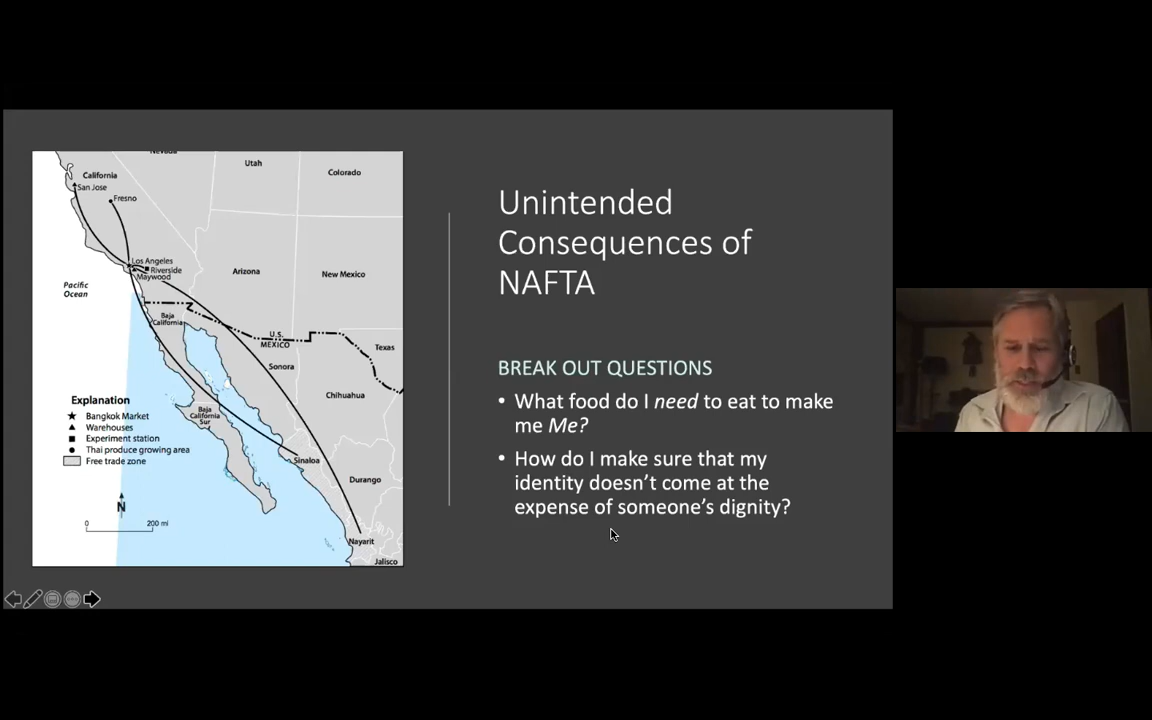 Nevada
Utah
Colorado
California
San Jose
Fresno
Los Angeles
Riverside
Maywood
Arizona
New Mexico
Pacific
Ocean
Baja
California
U.S.
MEXICO
Texas
Sonora
Chihuahua
Explanation
Bangkok Market
Warehouses
Experiment station
Thai produce growing area
Free trade zone
Baja
California
Sur
Sinaloa
Durango
N
0 200 mi
Nayarit
Jalisco
Unintended
Consequences of
NAFTA
BREAK OUT QUESTIONS
• What food do I need to eat to make
me Me?
• How do I make sure that my
identity doesn’t come at the
expense of someone’s dignity?